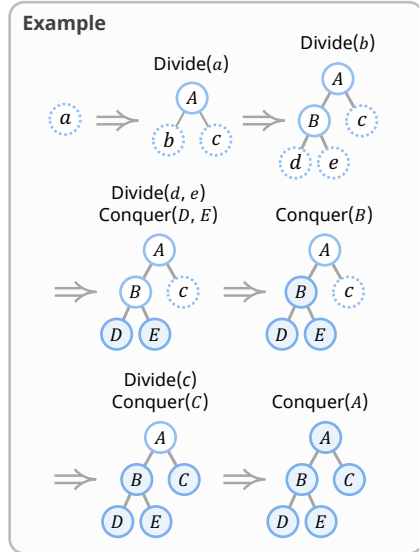 Example
Divide(b)
Divide(a)
a ⇒ A ⇒ A
b c B c
d e
Divide(d, e)
Conquer(D, E) Conquer(B)
⇒ A ⇒ A
B c B c
D E D E
Divide(c)
Conquer(C) Conquer(A)
⇒ A ⇒ A
B C B C
D E D E